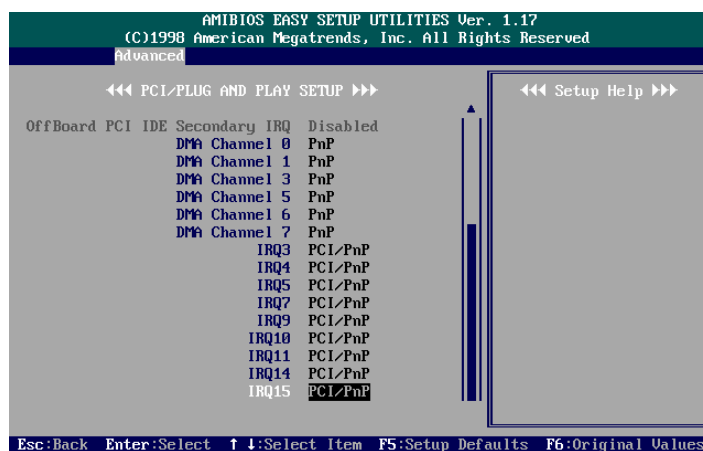 AMIBIOS EASY SETUP UTILITIES Ver. 1.17
(C)1998 American Megatrends, Inc. All Rights Reserved
Advanced
PCI/PLUG AND PLAY SETUP
Setup Help
OffBoard PCI IDE Secondary IRQ Disabled
DMA Channel 0 PnP
DMA Channel 1 PnP
DMA Channel 3 PnP
DMA Channel 5 PnP
DMA Channel 6 PnP
DMA Channel 7 PnP
IRQ3 PCI/PnP
IRQ4 PCI/PnP
IRQ5 PCI/PnP
IRQ7 PCI/PnP
IRQ9 PCI/PnP
IRQ10 PCI/PnP
IRQ11 PCI/PnP
IRQ14 PCI/PnP
IRQ15 PCI/PnP
Esc:Back Enter:Select ↑ ↓:Select Item F5:Setup Defaults F6:Original Values